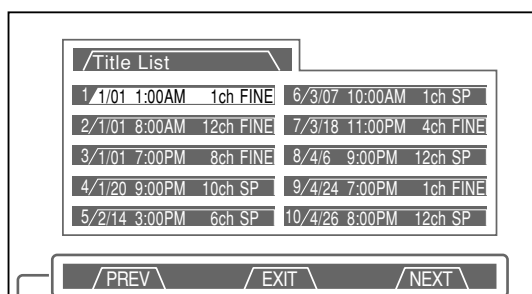 Title List
1 1/01 1:00AM 1ch FINE
2/1/01 8:00AM 12ch FINE
3/1/01 7:00PM 8ch FINE
4/1/20 9:00PM 10ch SP
5/2/14 3:00PM 6ch SP
6/3/07 10:00AM 1ch SP
7/3/18 11:00PM 4ch FINE
8/4/6 9:00PM 12ch SP
9/4/24 7:00PM 1ch FINE
10/4/26 8:00PM 12ch SP
PREV EXIT NEXT